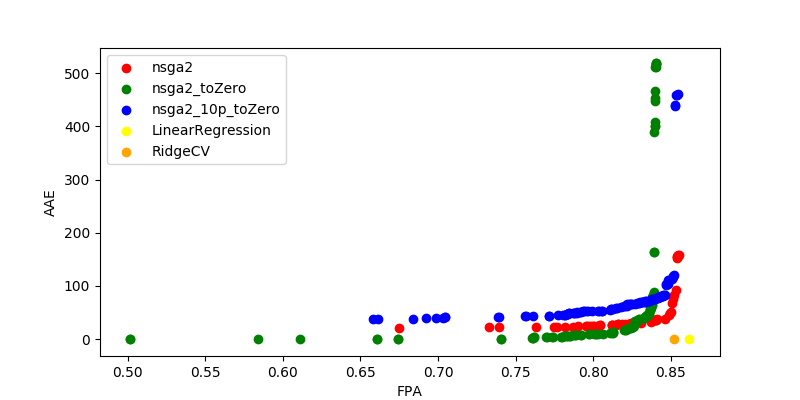 nsga2
nsga2_toZero
nsga2_10p_toZero
LinearRegression
RidgeCV
500
400
300
200
100
0
AAE
0.50 0.55 0.60 0.65 0.70 0.75 0.80 0.85
FPA